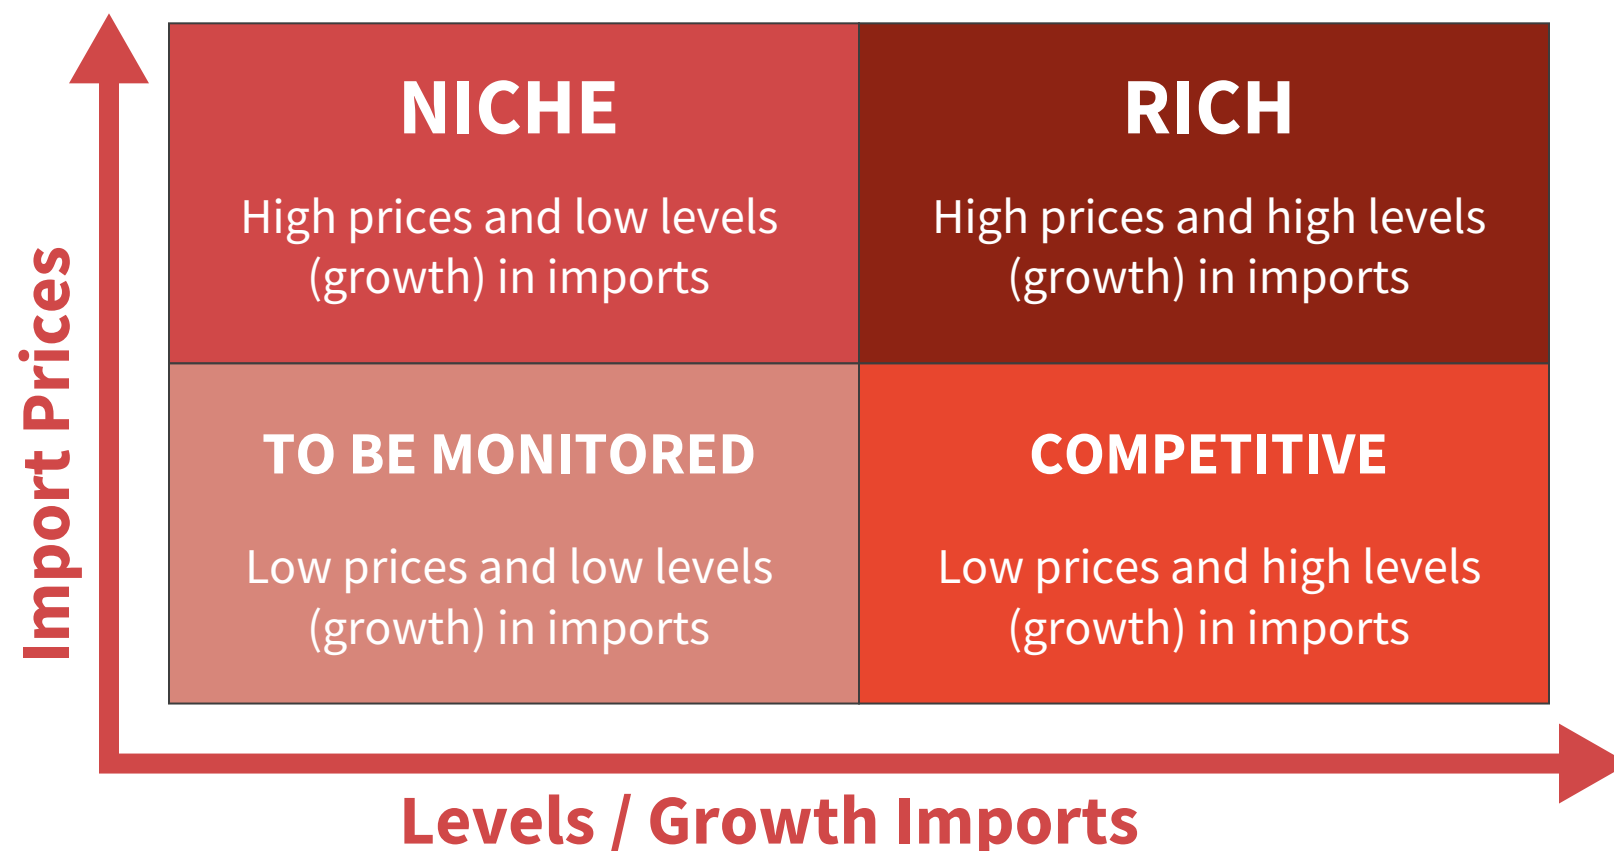 NICHE
High prices and low levels
(growth) in imports
RICH
High prices and high levels
(growth) in imports
Import Prices
TO BE MONITORED
Low prices and low levels
(growth) in imports
COMPETITIVE
Low prices and high levels
(growth) in imports
Levels / Growth Imports